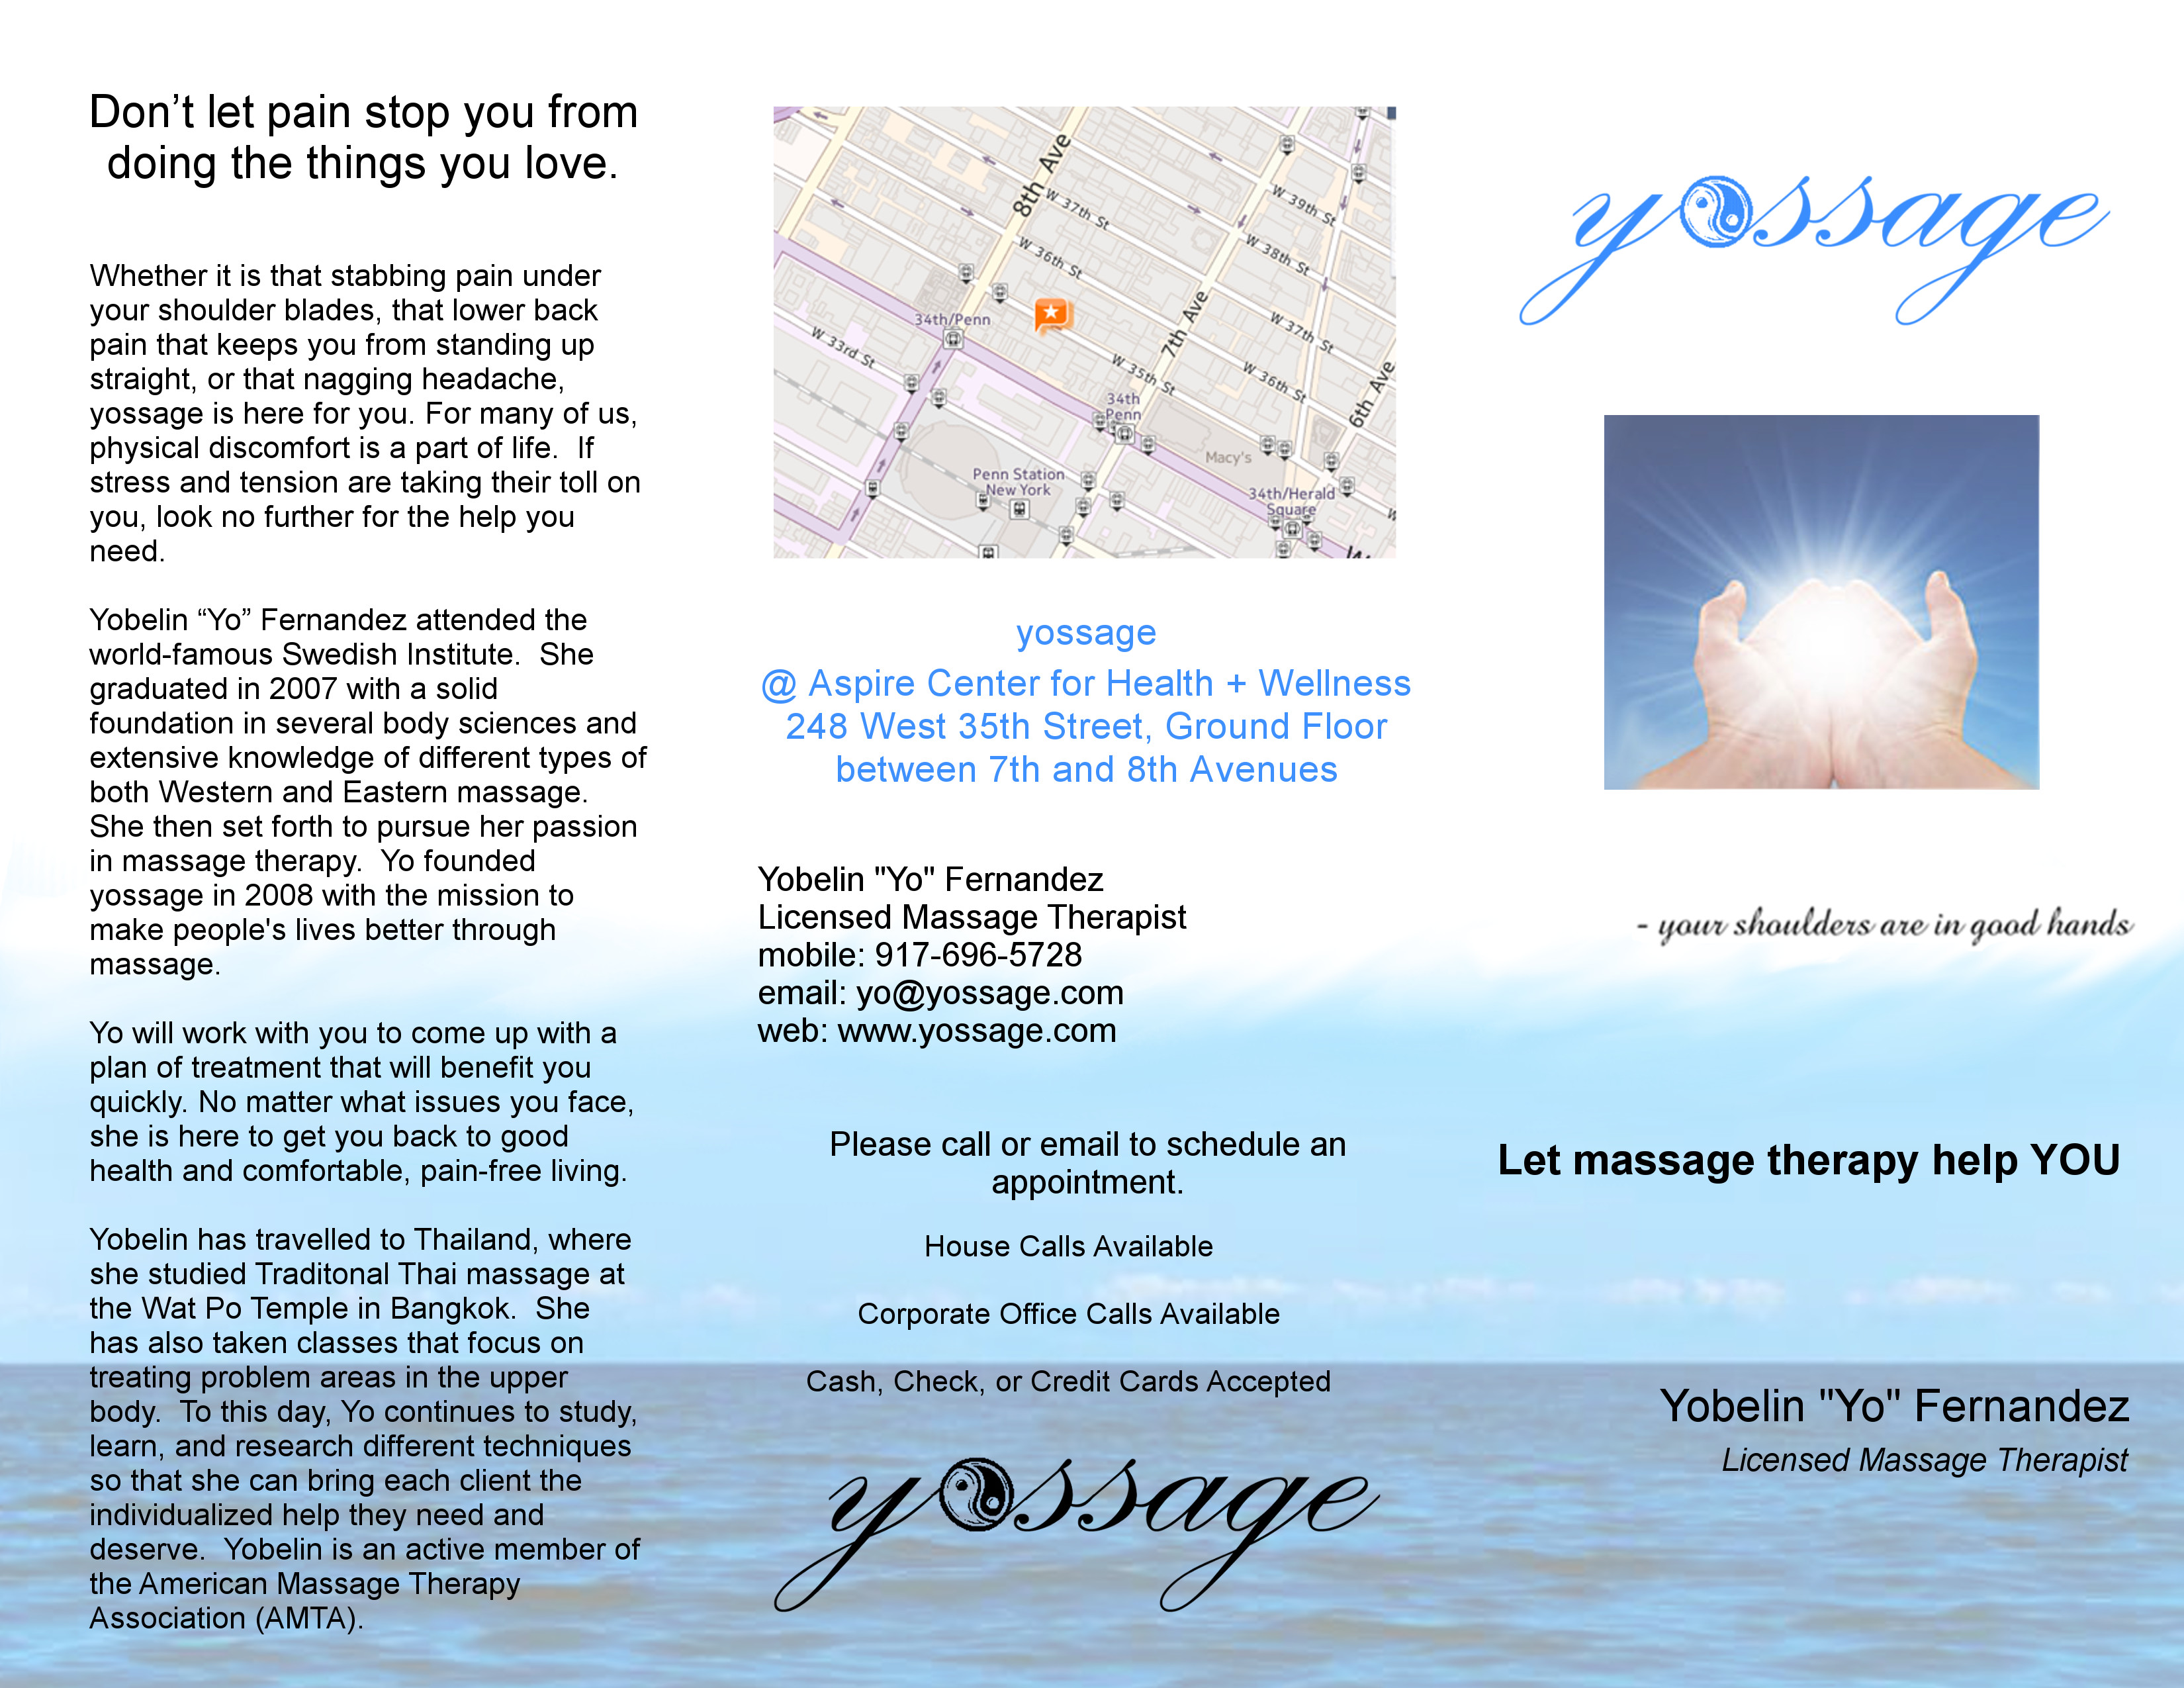 Don’t let pain stop you from
doing the things you love.
Whether it is that stabbing pain under
your shoulder blades, that lower back
pain that keeps you from standing up
straight, or that nagging headache,
yossage is here for you. For many of us,
physical discomfort is a part of life.  If
stress and tension are taking their toll on
you, look no further for the help you
need.
Yobelin “Yo” Fernandez attended the
world-famous Swedish Institute.  She
graduated in 2007 with a solid
foundation in several body sciences and
extensive knowledge of different types of
both Western and Eastern massage.
She then set forth to pursue her passion
in massage therapy.  Yo founded
yossage in 2008 with the mission to
make people's lives better through
massage.
Yo will work with you to come up with a
plan of treatment that will benefit you
quickly. No matter what issues you face,
she is here to get you back to good
health and comfortable, pain-free living.
Yobelin has travelled to Thailand, where
she studied Traditonal Thai massage at
the Wat Po Temple in Bangkok.  She
has also taken classes that focus on
treating problem areas in the upper
body.  To this day, Yo continues to study,
learn, and research different techniques
so that she can bring each client the
individualized help they need and
deserve.  Yobelin is an active member of
the American Massage Therapy
Association (AMTA).
8th Ave
W 37th St
W 39th St
W 36th St
W 38th St
34th/Penn
7th Ave
W 33rd St
W 37th St
W 35th St
W 36th St
6th Ave
34th
Penn
Macy's
Penn Station
New York
34th/Herald
Square
yossage
@ Aspire Center for Health + Wellness
248 West 35th Street, Ground Floor
between 7th and 8th Avenues
Yobelin "Yo" Fernandez
Licensed Massage Therapist
mobile: 917-696-5728
email: yo@yossage.com
web: www.yossage.com
Please call or email to schedule an
appointment.
House Calls Available
Corporate Office Calls Available
Cash, Check, or Credit Cards Accepted
yossage
yossage
- your shoulders are in good hands
Let massage therapy help YOU
Yobelin "Yo" Fernandez
Licensed Massage Therapist